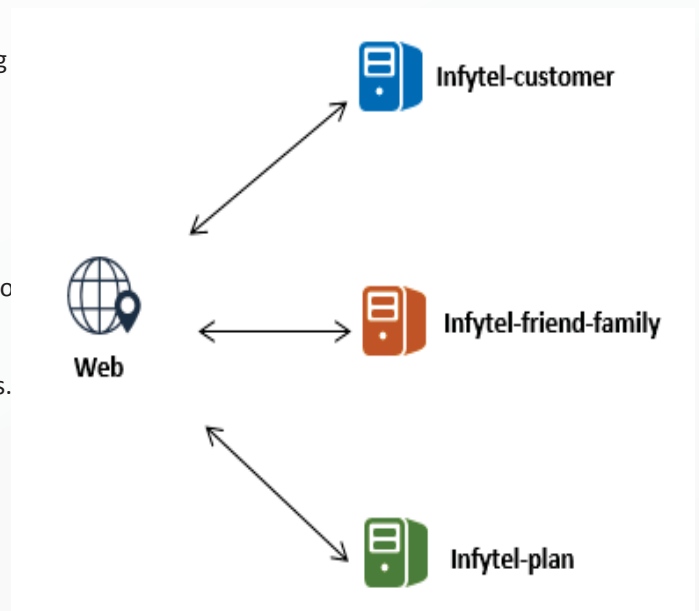 g
Infytel-customer
o
Infytel-friend-family
Web
s.
Infytel-plan